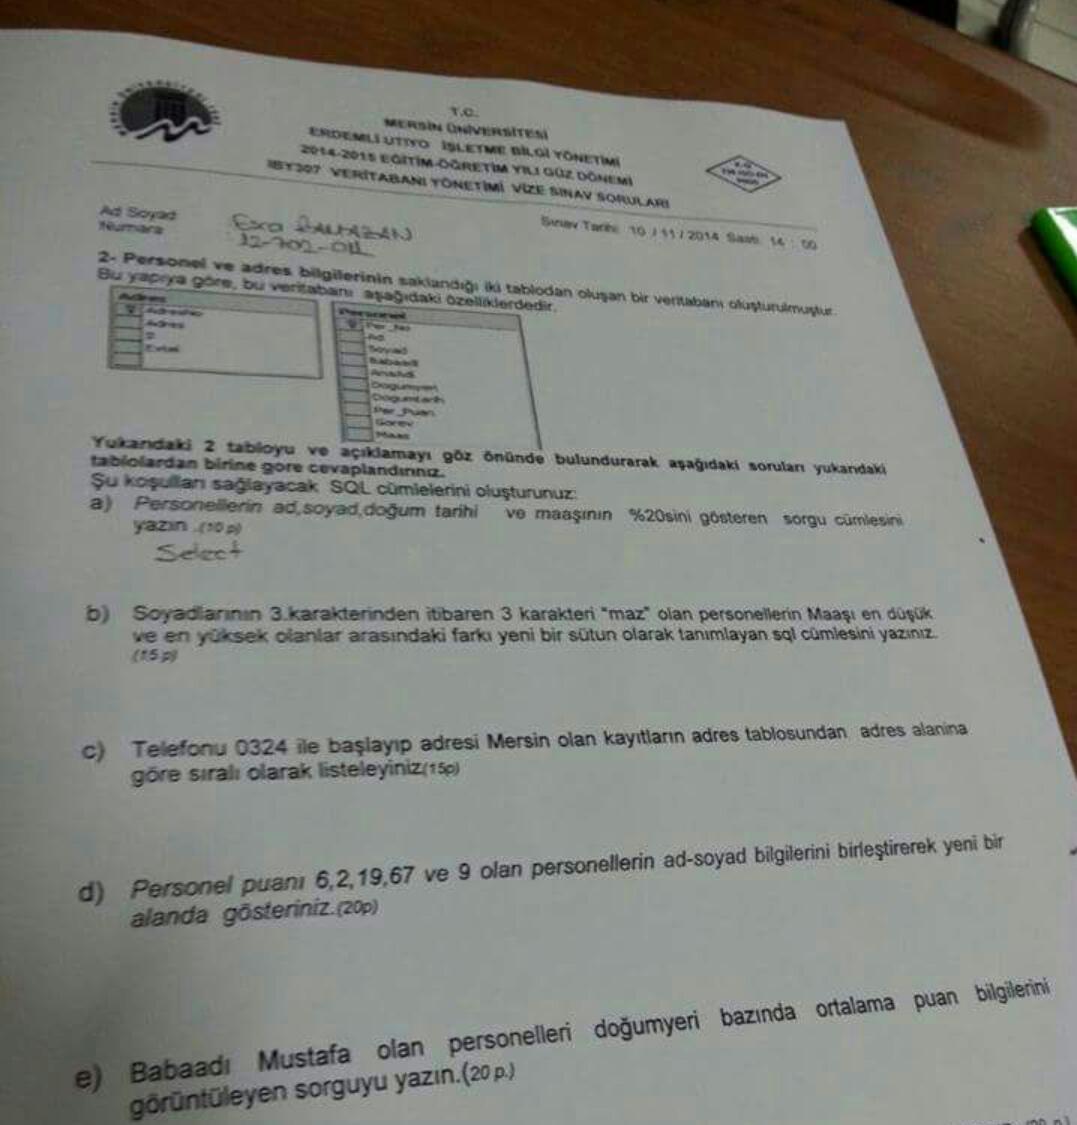 T.C.
MERSİN ÜNİVERSİTESİ
ERDEMLİ UTİYO İŞLETME BİLGİ YÖNETİMİ
2014-2015 EĞİTİM-ÖĞRETİM YILI GÜZ DÖNEMİ
IBY307 VERİTABANI YÖNETİMİ VİZE SINAV SORULARI
Ad Soyad Esra RAMAZAN
Numara 12-702-011
Sınav Tarihi: 10 / 11 / 2014 Saati: 14 : 00
2- Personel ve adres bilgilerinin saklandığı iki tablodan oluşan bir veritabanı oluşturulmuştur.
Bu yapıya göre, bu veritabanı aşağıdaki özelliklerdedir.
Adres
AdresNo
Adres
Evtel
Personel
Per_No
Ad
Soyad
Babaadi
AnaAdi
Dogumyeri
Dogumtarih
Per_Puan
Gorev
Maas
Yukarıdaki 2 tabloyu ve açıklamayı göz önünde bulundurarak aşağıdaki soruları yukarıdaki
tablolardan birine gore cevaplandırınız.
Şu koşulları sağlayacak SQL cümlelerini oluşturunuz:
a) Personellerin ad,soyad,doğum tarihi ve maaşının %20sini gösteren sorgu cümlesini
yazın .(10 p)
Select
b) Soyadlarının 3.karakterinden itibaren 3 karakteri "maz" olan personellerin Maaşı en düşük
ve en yüksek olanlar arasındaki farkı yeni bir sütun olarak tanımlayan sql cümlesini yazınız.
(15 p)
c) Telefonu 0324 ile başlayıp adresi Mersin olan kayıtların adres tablosundan adres alanina
göre sıralı olarak listeleyiniz(15p)
d) Personel puanı 6,2,19,67 ve 9 olan personellerin ad-soyad bilgilerini birleştirerek yeni bir
alanda gösteriniz.(20p)
e) Babaadı Mustafa olan personelleri doğumyeri bazında ortalama puan bilgilerini
görüntüleyen sorguyu yazın.(20 p.)